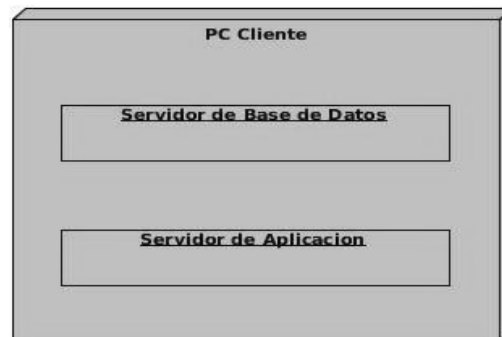 PC Cliente
Servidor de Base de Datos
Servidor de Aplicacion